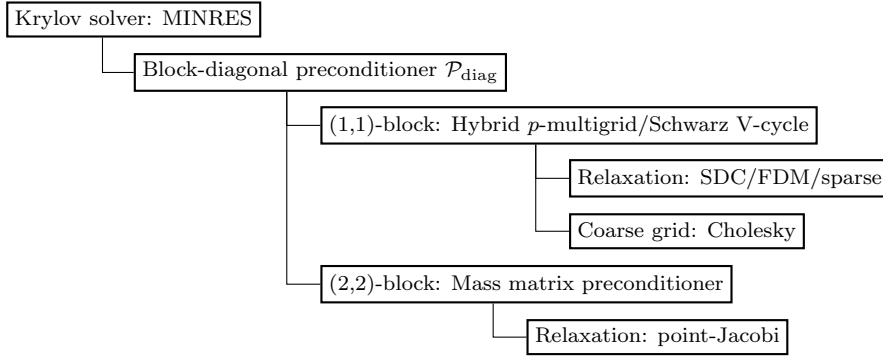 Krylov solver: MINRES
Block-diagonal preconditioner 𝒫diag
(1,1)-block: Hybrid p-multigrid/Schwarz V-cycle
Relaxation: SDC/FDM/sparse
Coarse grid: Cholesky
(2,2)-block: Mass matrix preconditioner
Relaxation: point-Jacobi